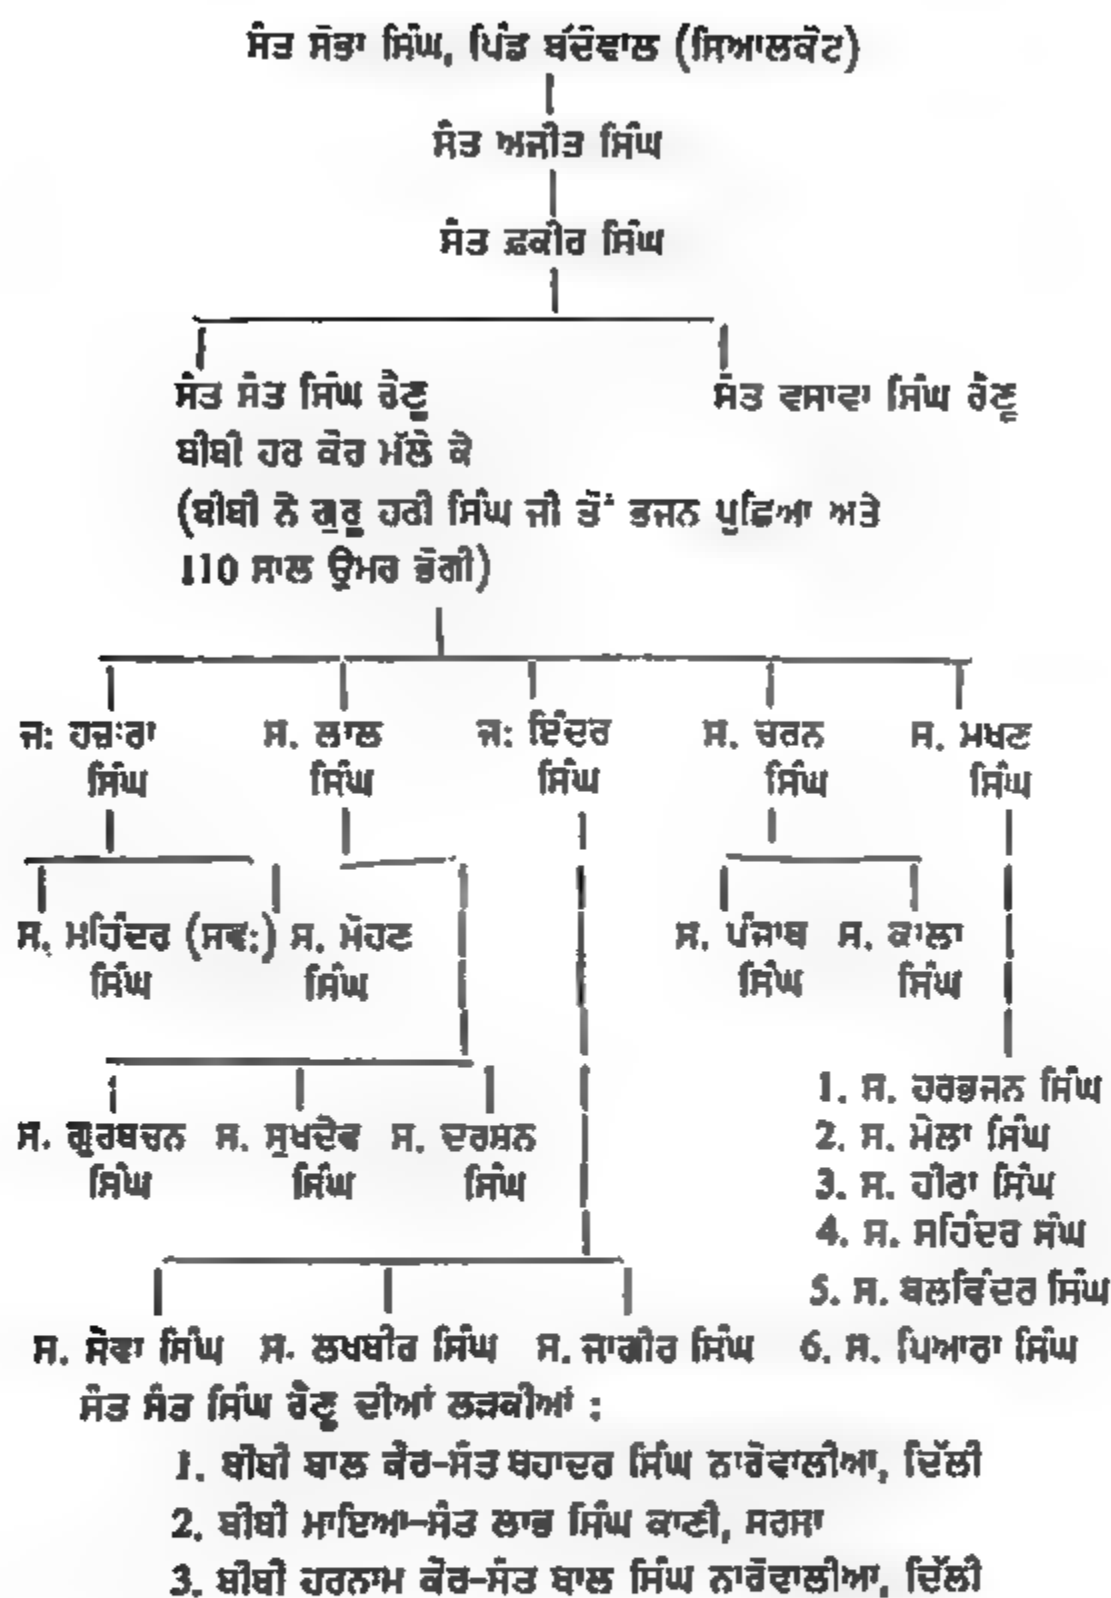 ਸੰਤ ਸੋਭਾ ਸਿੰਘ, ਪਿੰਡ ਬੱਦੋਵਾਲ (ਸਿਆਲਕੋਟ)
ਸੰਤ ਅਜੀਤ ਸਿੰਘ
ਸੰਤ ਫ਼ਕੀਰ ਸਿੰਘ
ਸੰਤ ਸੰਤ ਸਿੰਘ ਰੈਣੂ ਸੰਤ ਵਸਾਵਾ ਸਿੰਘ ਰੈਣੂ
ਬੀਬੀ ਹਰ ਕੌਰ ਮੱਲੇ ਕੇ
(ਬੀਬੀ ਨੇ ਗੁਰੂ ਹਰੀ ਸਿੰਘ ਜੀ ਤੋਂ ਭਜਨ ਪੁਛਿਆ ਅਤੇ
110 ਸਾਲ ਉਮਰ ਭੋਗੀ)
ਜ: ਹਜ਼ਾਰਾ ਸ. ਲਾਲ ਜ: ਇੰਦਰ ਸ. ਚਰਨ ਸ. ਮਖਣ
ਸਿੰਘ ਸਿੰਘ ਸਿੰਘ ਸਿੰਘ ਸਿੰਘ
ਸ. ਮਹਿੰਦਰ (ਸਵ:) ਸ. ਮੋਹਣ ਸ. ਪੰਜਾਬ ਸ. ਕਾਲਾ
ਸਿੰਘ ਸਿੰਘ ਸਿੰਘ ਸਿੰਘ
1. ਸ. ਹਰਭਜਨ ਸਿੰਘ
ਸ. ਗੁਰਬਚਨ ਸ. ਸੁਖਦੇਵ ਸ. ਦਰਸ਼ਨ 2. ਸ. ਮੇਲਾ ਸਿੰਘ
ਸਿੰਘ ਸਿੰਘ ਸਿੰਘ 3. ਸ. ਹੀਰਾ ਸਿੰਘ
4. ਸ. ਸਹਿੰਦਰ ਸੰਘ
5. ਸ. ਬਲਵਿੰਦਰ ਸਿੰਘ
ਸ. ਸੇਵਾ ਸਿੰਘ ਸ. ਲਖਬੀਰ ਸਿੰਘ ਸ. ਜਾਗੀਰ ਸਿੰਘ 6. ਸ. ਪਿਆਰਾ ਸਿੰਘ
ਸੰਤ ਸੰਤ ਸਿੰਘ ਰੈਣੂ ਦੀਆਂ ਲੜਕੀਆਂ :
1. ਬੀਬੀ ਬਾਲ ਕੌਰ-ਸੰਤ ਬਹਾਦਰ ਸਿੰਘ ਨਾਰੋਵਾਲੀਆ, ਦਿੱਲੀ
2. ਬੀਬੀ ਮਾਇਆ-ਸੰਤ ਲਾਭ ਸਿੰਘ ਕਾਣੀ, ਸਰਸਾ
3. ਬੀਬੀ ਹਰਨਾਮ ਕੌਰ-ਸੰਤ ਬਾਲ ਸਿੰਘ ਨਾਰੋਵਾਲੀਆ, ਦਿੱਲੀ